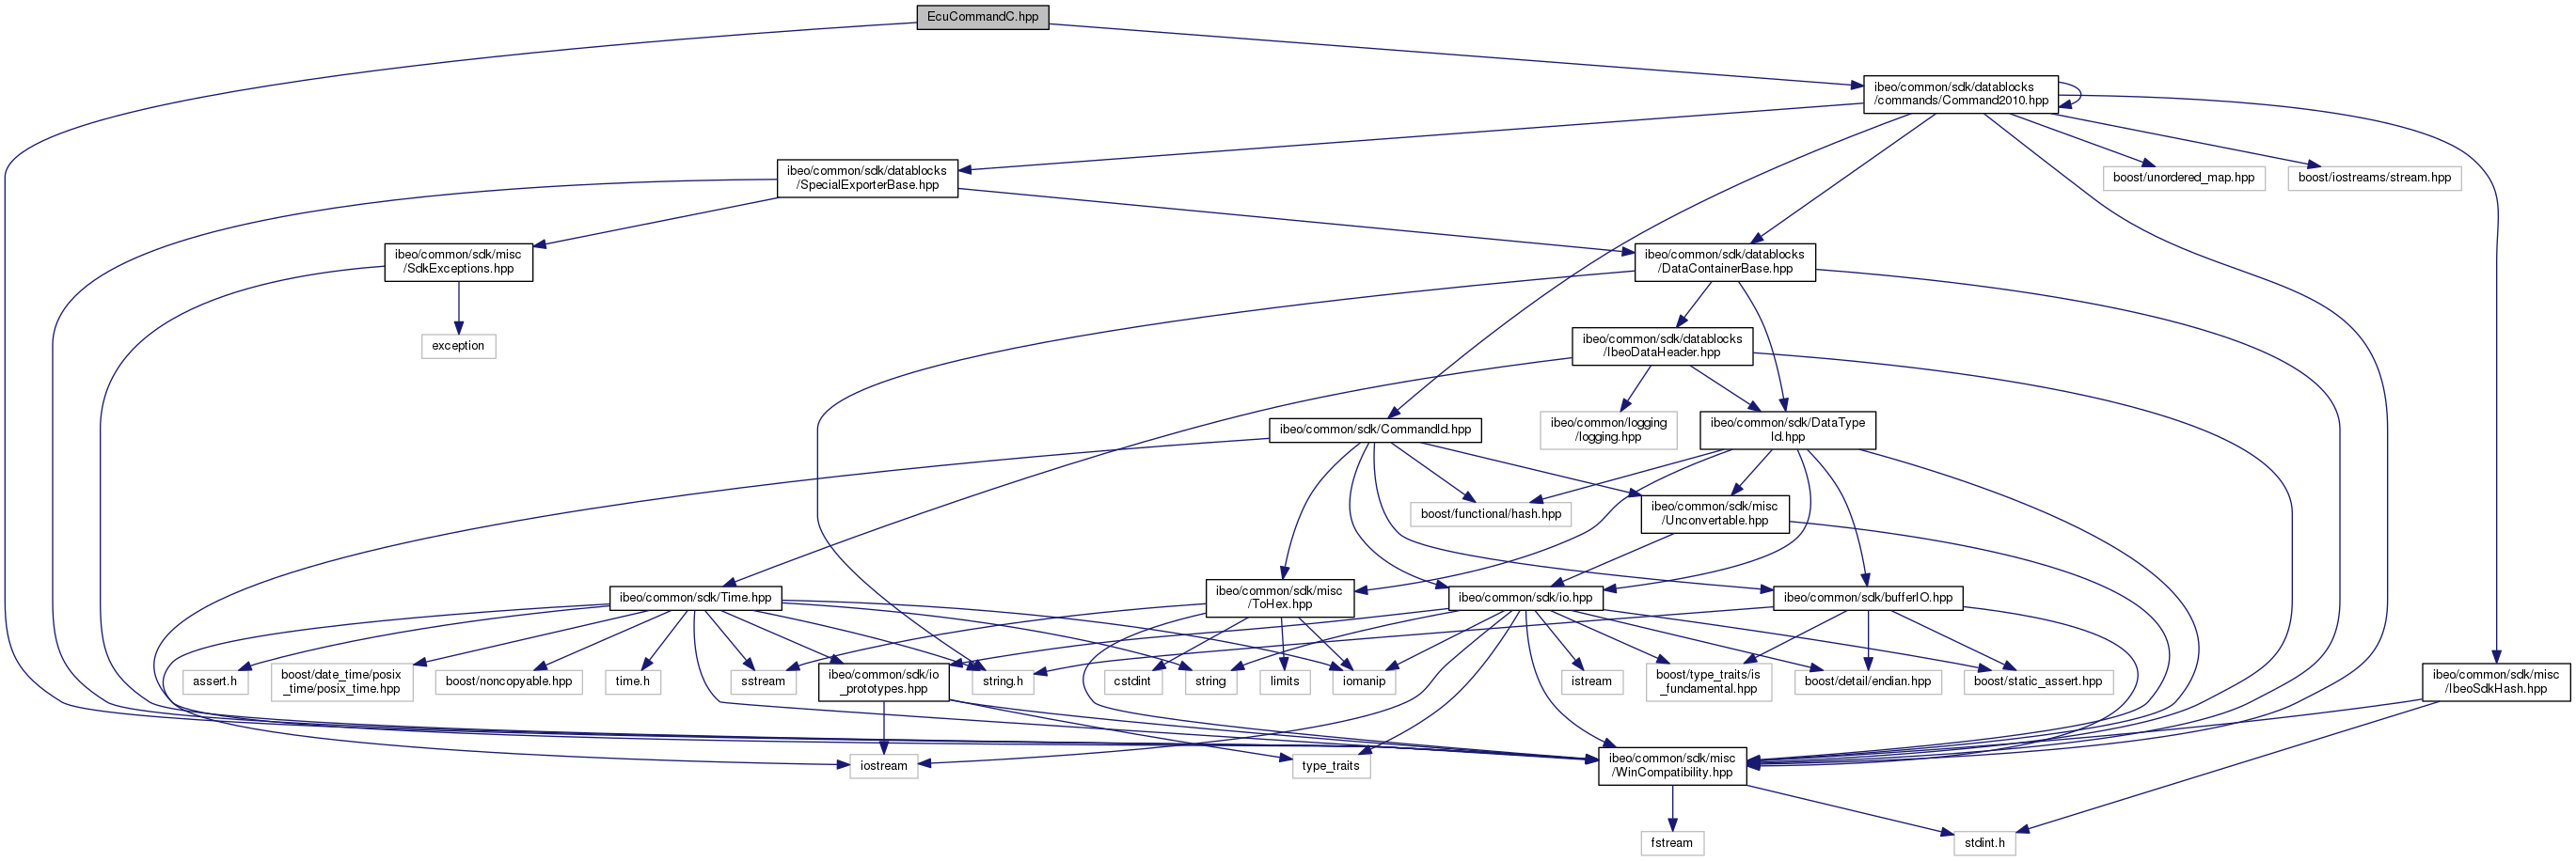 EcuCommandC.hpp
ibeo/common/sdk/datablocks
/commands/Command2010.hpp
ibeo/common/sdk/datablocks
/SpecialExporterBase.hpp
boost/unordered_map.hpp
boost/iostreams/stream.hpp
ibeo/common/sdk/misc
/SdkExceptions.hpp
ibeo/common/sdk/datablocks
/DataContainerBase.hpp
exception
ibeo/common/sdk/datablocks
/IbeoDataHeader.hpp
ibeo/common/sdk/CommandId.hpp
ibeo/common/logging
/logging.hpp
ibeo/common/sdk/DataType
Id.hpp
boost/functional/hash.hpp
ibeo/common/sdk/misc
/Unconvertable.hpp
ibeo/common/sdk/Time.hpp
ibeo/common/sdk/misc
/ToHex.hpp
ibeo/common/sdk/io.hpp
ibeo/common/sdk/bufferIO.hpp
assert.h
boost/date_time/posix
_time/posix_time.hpp
boost/noncopyable.hpp
time.h
sstream
ibeo/common/sdk/io
_prototypes.hpp
string.h
cstdint
string
limits
iomanip
istream
boost/type_traits/is
_fundamental.hpp
boost/detail/endian.hpp
boost/static_assert.hpp
ibeo/common/sdk/misc
/IbeoSdkHash.hpp
iostream
type_traits
ibeo/common/sdk/misc
/WinCompatibility.hpp
fstream
stdint.h